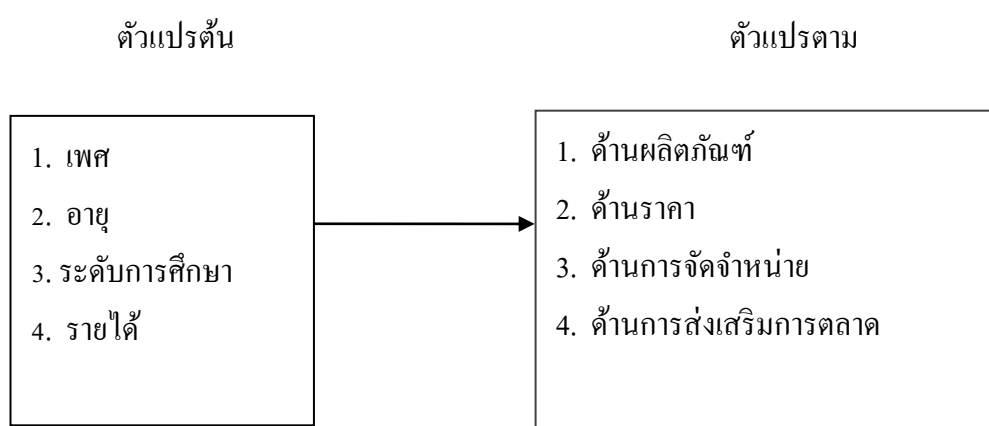 ตัวแปรต้น
ตัวแปรตาม
1. เพศ
2. อายุ
3. ระดับการศึกษา
4. รายได้
1. ด้านผลิตภัณฑ์
2. ด้านราคา
3. ด้านการจัดจำหน่าย
4. ด้านการส่งเสริมการตลาด